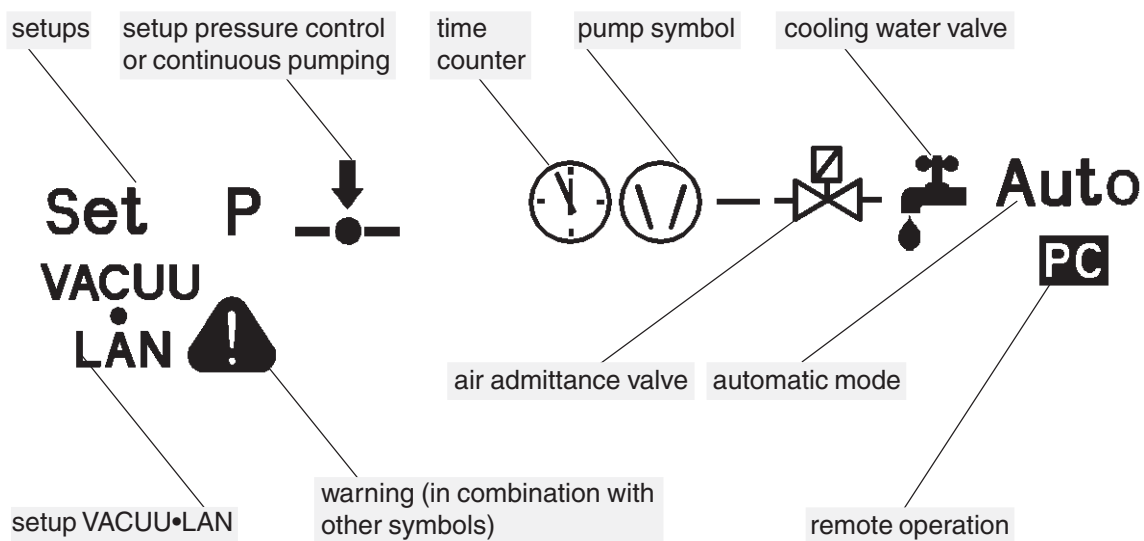 setups
setup pressure control
or continuous pumping
time
counter
pump symbol
cooling water valve
Set P
Auto
VACUU
LAN
PC
air admittance valve
automatic mode
setup VACUU•LAN
warning (in combination with
other symbols)
remote operation